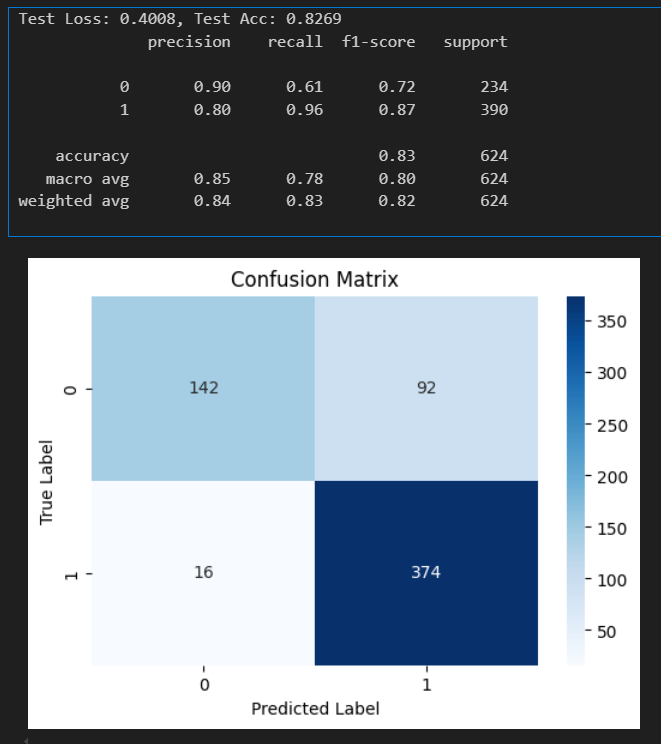 Test Loss: 0.4008, Test Acc: 0.8269
precision recall f1-score support
0 0.90 0.61 0.72 234
1 0.80 0.96 0.87 390
accuracy 0.83 624
macro avg 0.85 0.78 0.80 624
weighted avg 0.84 0.83 0.82 624
Confusion Matrix
350
300
250
200
150
100
50
True Label
0
142 92
1
16 374
0 1
Predicted Label